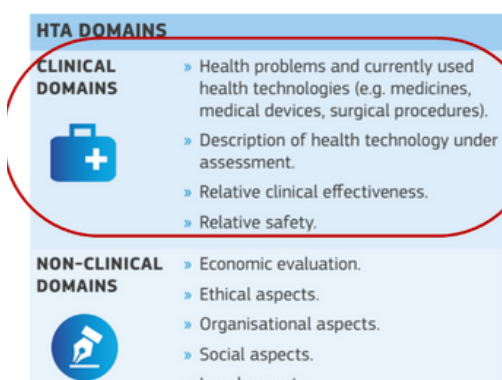 HTA DOMAINS
CLINICAL
DOMAINS
» Health problems and currently used
health technologies (e.g. medicines,
medical devices, surgical procedures).
» Description of health technology under
assessment.
» Relative clinical effectiveness.
» Relative safety.
NON-CLINICAL
DOMAINS
» Economic evaluation.
» Ethical aspects.
» Organisational aspects.
» Social aspects.